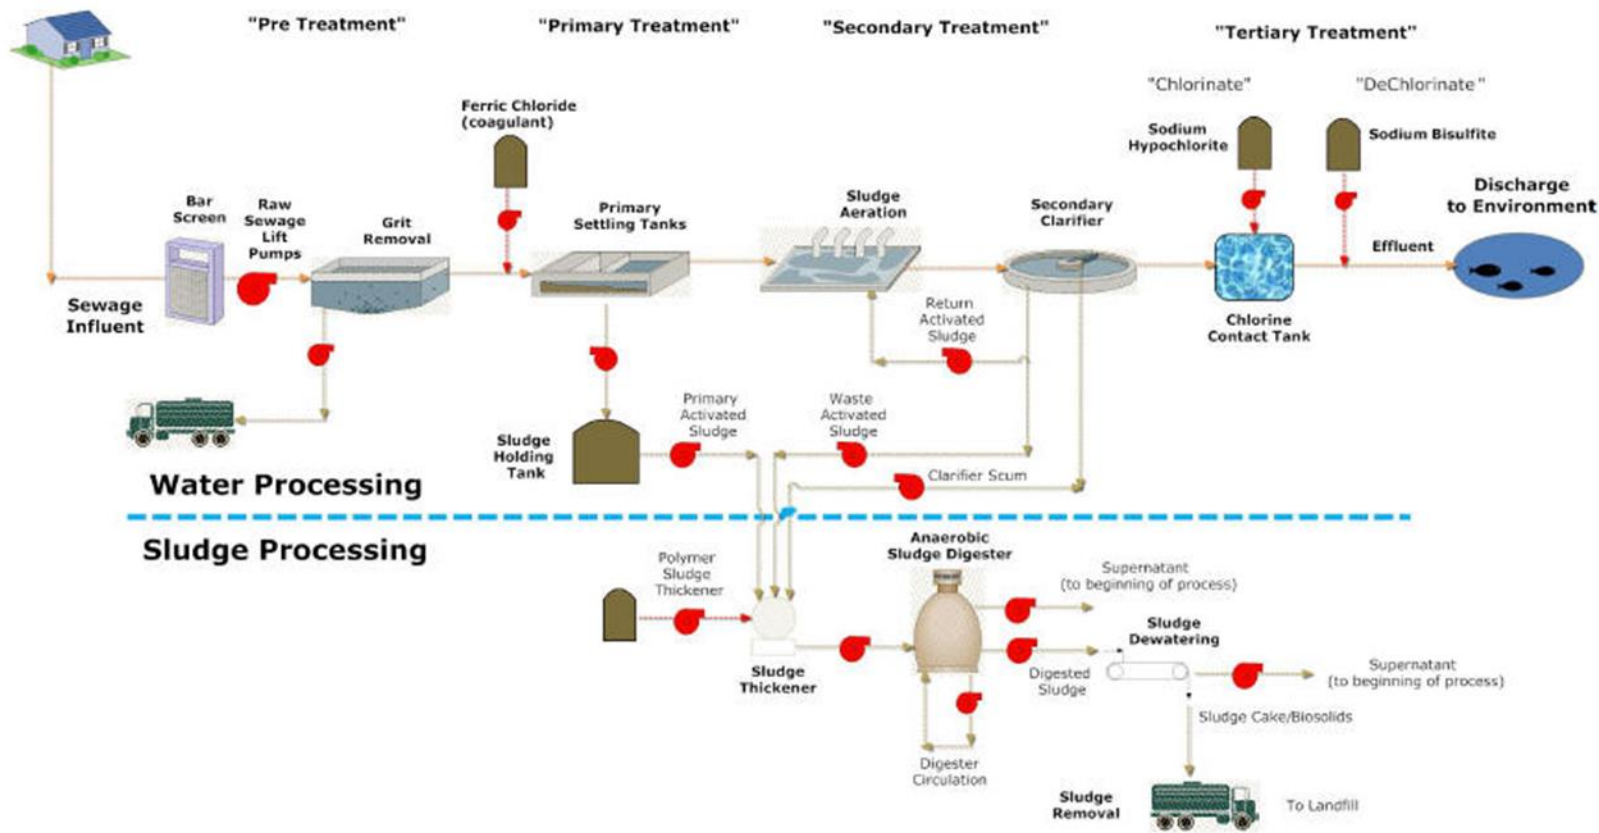 "Pre Treatment"
"Primary Treatment"
"Secondary Treatment"
"Tertiary Treatment"
"Chlorinate"
"DeChlorinate"
Ferric Chloride
(coagulant)
Sodium
Hypochlorite
Sodium Bisulfite
Bar
Screen
Raw
Sewage
Lift
Pumps
Grit
Removal
Primary
Settling Tanks
Sludge
Aeration
Secondary
Clarifier
Discharge
to Environment
Effluent
Sewage
Influent
Return
Activated
Sludge
Chlorine
Contact Tank
Sludge
Holding
Tank
Primary
Activated
Sludge
Waste
Activated
Sludge
Clarifier Scum
Water Processing
Sludge Processing
Polymer
Sludge
Thickener
Anaerobic
Sludge Digester
Supernatant
(to beginning of process)
Sludge
Dewatering
Sludge
Thickener
Digested
Sludge
Supernatant
(to beginning of process)
Sludge Cake/Biosolids
Digester
Circulation
Sludge
Removal
To Landfill